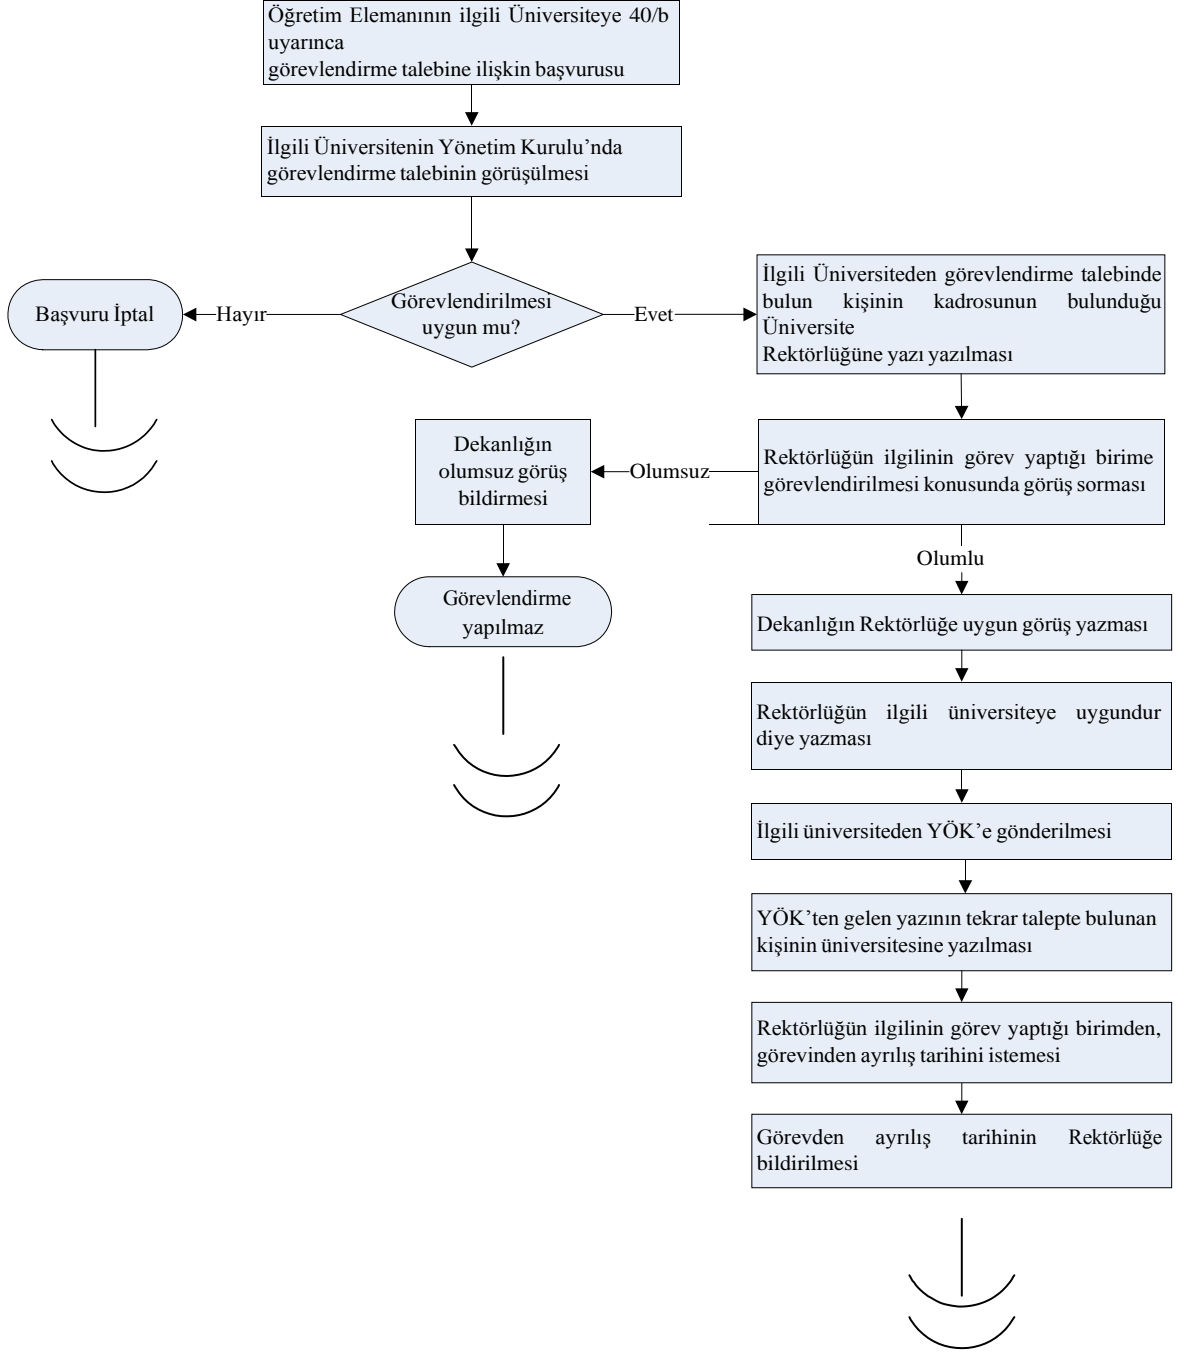 Öğretim Elemanının ilgili Üniversiteye 40/b
uyarınca
görevlendirme talebine ilişkin başvurusu
İlgili Üniversitenin Yönetim Kurulu’nda
görevlendirme talebinin görüşülmesi
Görevlendirilmesi
uygun mu?
Hayır
Başvuru İptal
Evet
İlgili Üniversiteden görevlendirme talebinde
bulun kişinin kadrosunun bulunduğu
Üniversite
Rektörlüğüne yazı yazılması
Rektörlüğün ilgilinin görev yaptığı birime
görevlendirilmesi konusunda görüş sorması
Olumsuz
Dekanlığın
olumsuz görüş
bildirmesi
Görevlendirme
yapılmaz
Olumlu
Dekanlığın Rektörlüğe uygun görüş yazması
Rektörlüğün ilgili üniversiteye uygundur
diye yazması
İlgili üniversiteden YÖK’e gönderilmesi
YÖK’ten gelen yazının tekrar talepte bulunan
kişinin üniversitesine yazılması
Rektörlüğün ilgilinin görev yaptığı birimden,
görevinden ayrılış tarihini istemesi
Görevden ayrılış tarihinin Rektörlüğe
bildirilmesi